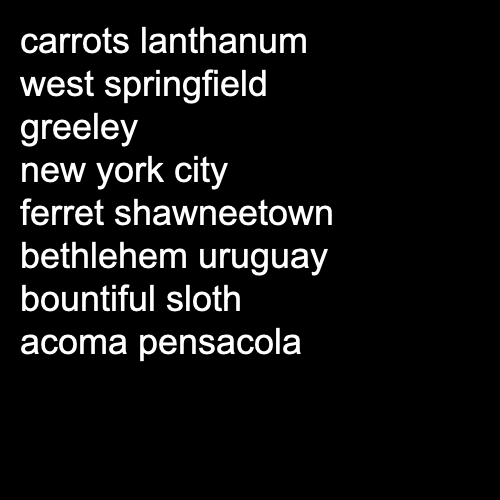 carrots lanthanum
west springfield
greeley
new york city
ferret shawneetown
bethlehem uruguay
bountiful sloth
acoma pensacola